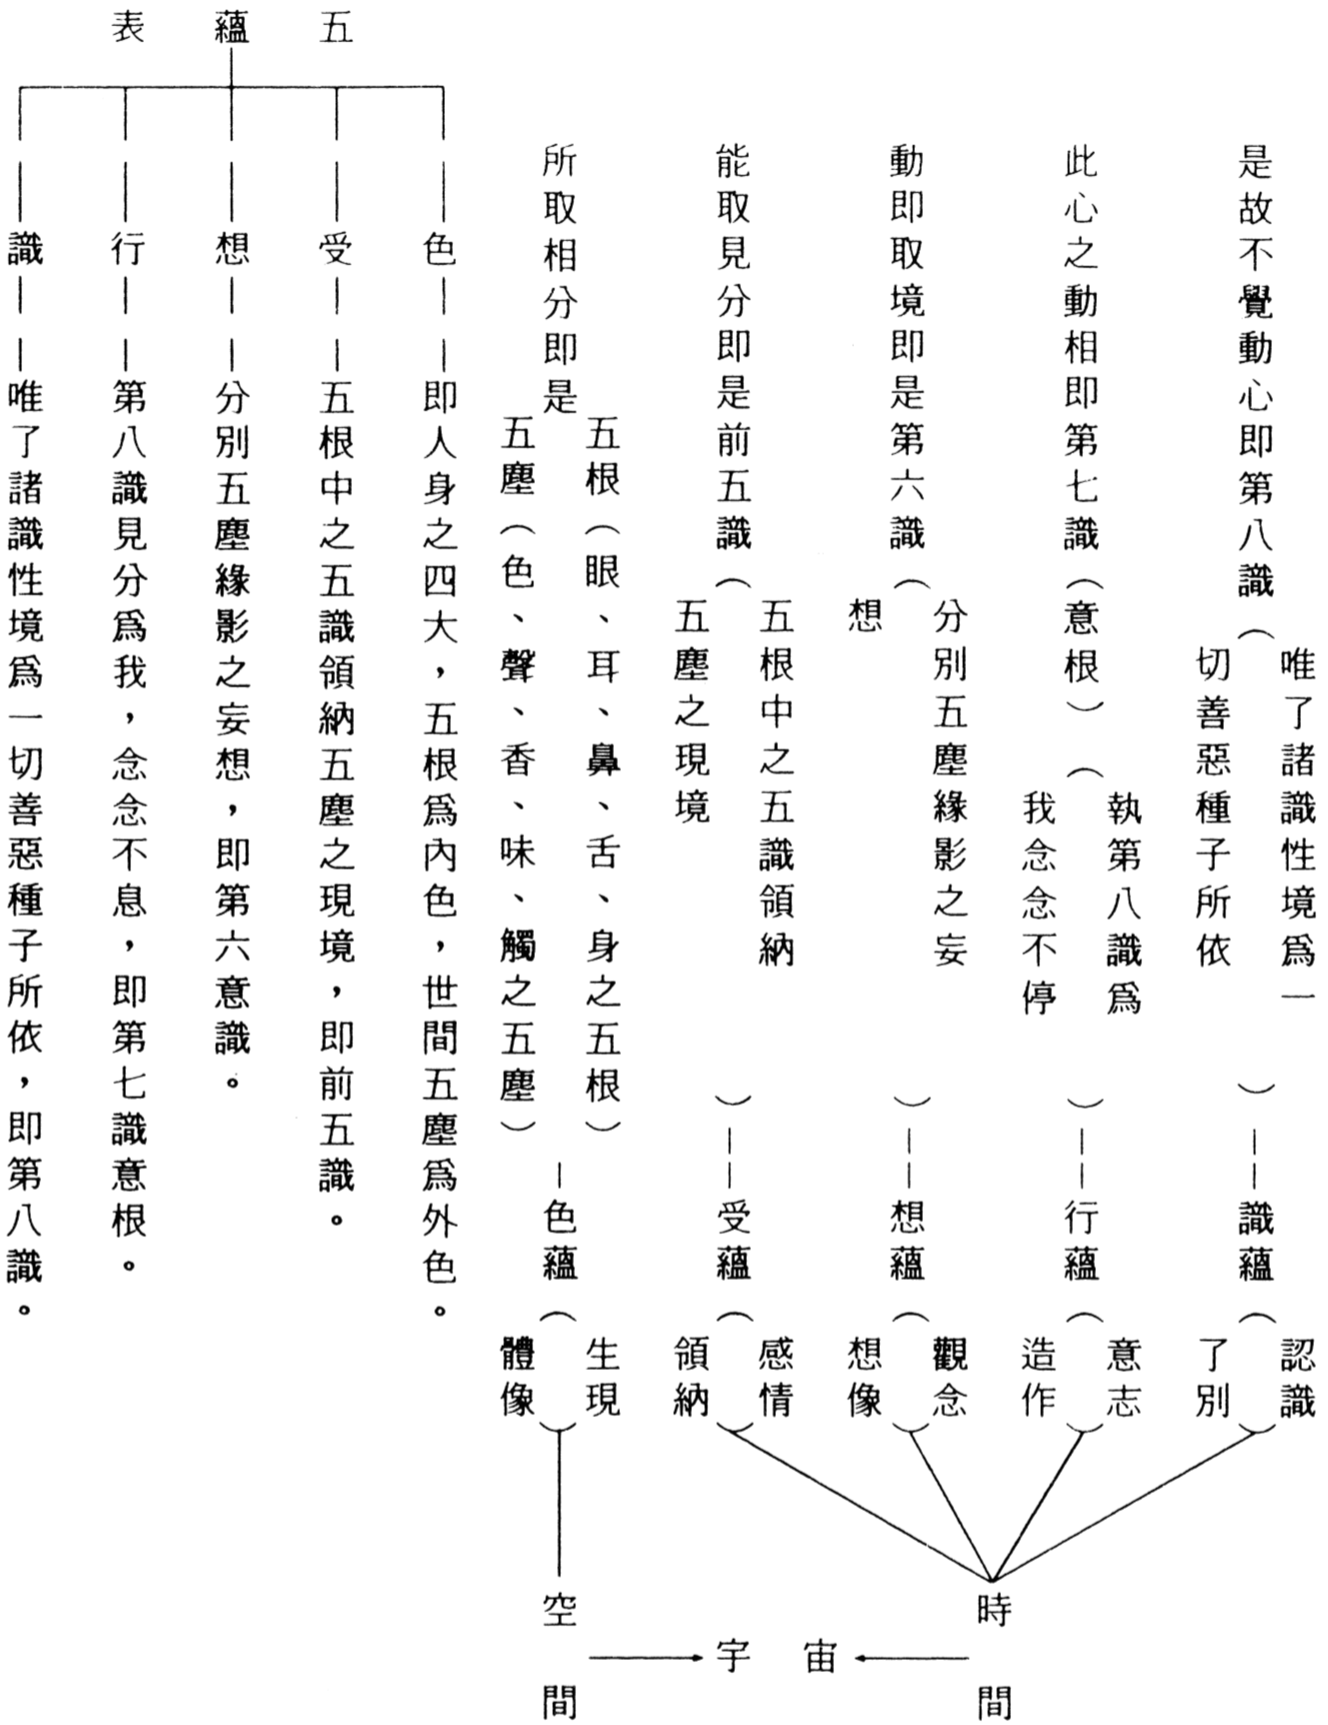 是故不覺動心即第八識（唯了諸識性境爲一
切善惡種子所依）——識蘊（認識
了別）
此心之動相即第七識（意根）（執第八識爲
我念念不停）——行蘊（意志
造作）
動即取境即是第六識（分別五塵緣影之妄
想）——想蘊（觀念
想像）
能取見分即是前五識（五根中之五識領納
五塵之現境）——受蘊（感情
領納）
所取相分即是
五根（眼、耳、鼻、舌、身之五根）
五塵（色、聲、香、味、觸之五塵）
—色蘊（生現
體像）
時間
宇宙
空間
五蘊表
色——即人身之四大，五根爲內色，世間五塵爲外色。
受——五根中之五識領納五塵之現境，即前五識。
想——分別五塵緣影之妄想，即第六意識。
行——第八識見分爲我，念念不息，即第七識意根。
識——唯了諸識性境爲一切善惡種子所依，即第八識。